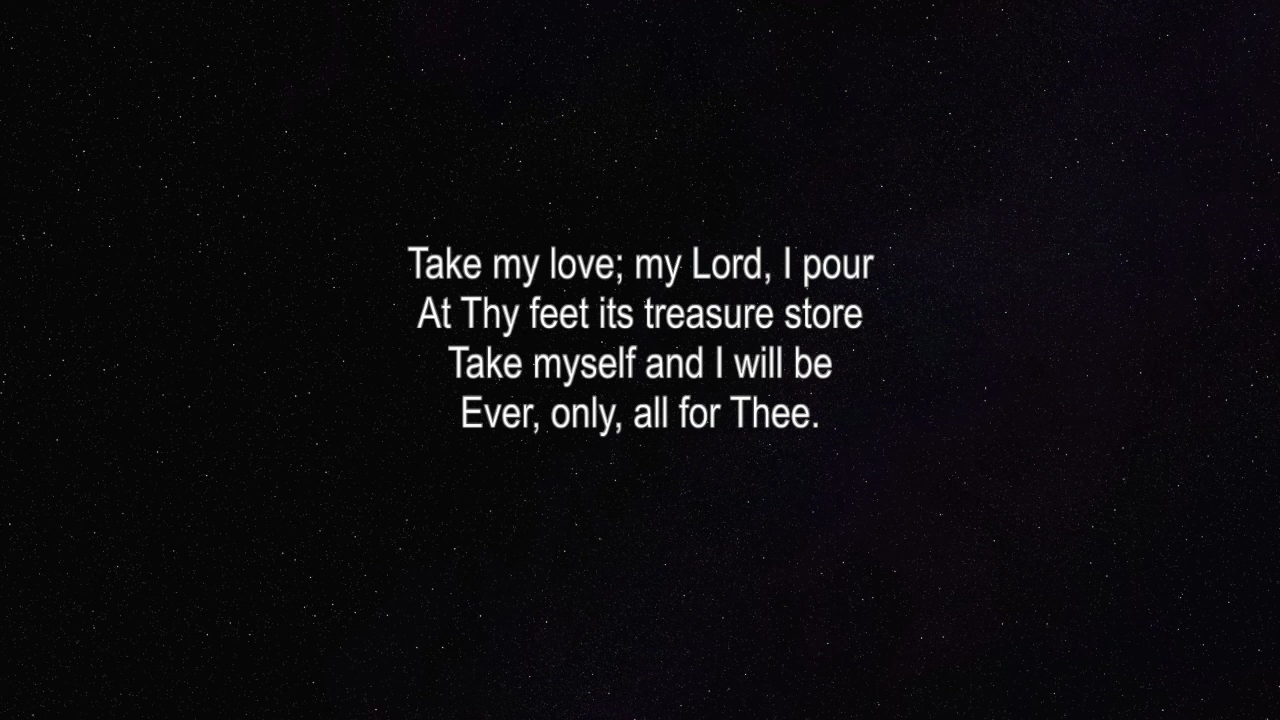 Take my love; my Lord, I pour
At Thy feet its treasure store
Take myself and I will be
Ever, only, all for Thee.